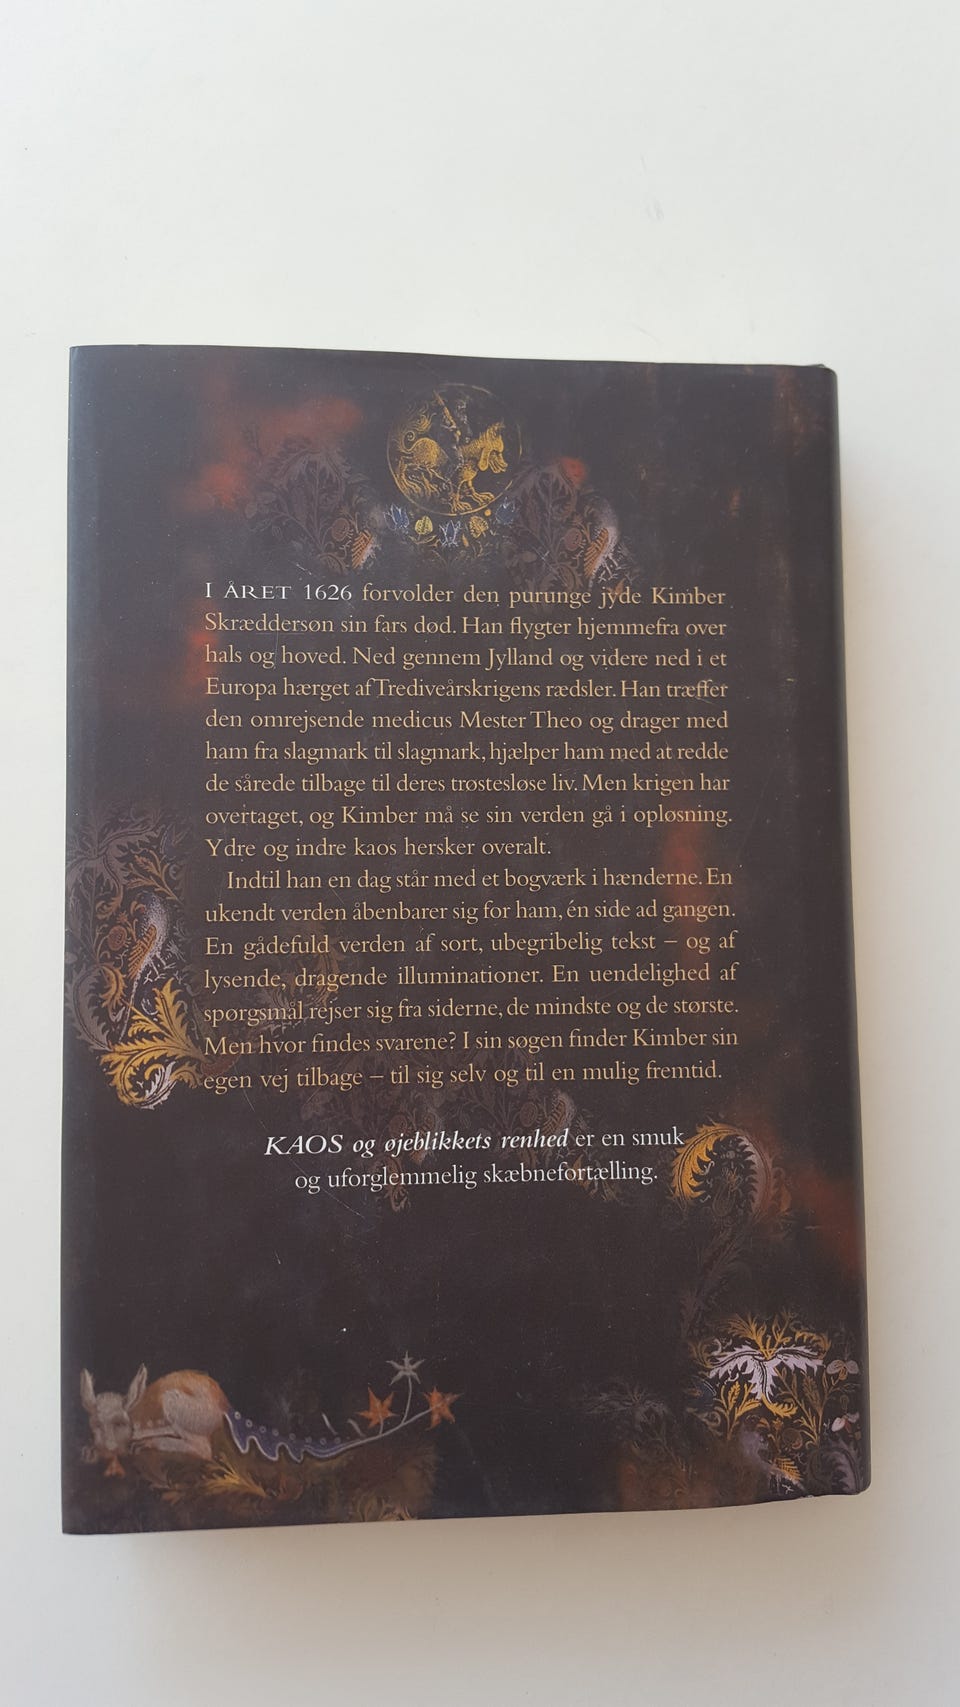 I ÅRET 1626 forvolder den purunge jyde Kimber
Skræddersøn sin fars død. Han flygter hjemmefra over
hals og hoved. Ned gennem Jylland og videre ned i et
Europa hærget af Trediveårskrigens rædsler. Han træffer
den omrejsende medicus Mester Theo og drager med
ham fra slagmark til slagmark, hjælper ham med at redde
de sårede tilbage til deres trøstesløse liv. Men krigen har
overtaget, og Kimber må se sin verden gå i opløsning.
Ydre og indre kaos hersker overalt.
Indtil han en dag står med et bogværk i hænderne. En
ukendt verden åbenbarer sig for ham, én side ad gangen.
En gådefuld verden af sort, ubegribelig tekst – og af
lysende, dragende illuminationer. En uendelighed af
spørgsmål rejser sig fra siderne, de mindste og de største.
Men hvor findes svarene? I sin søgen finder Kimber sin
egen vej tilbage – til sig selv og til en mulig fremtid.
KAOS og øjeblikkets renhed er en smuk
og uforglemmelig skæbnefortælling.